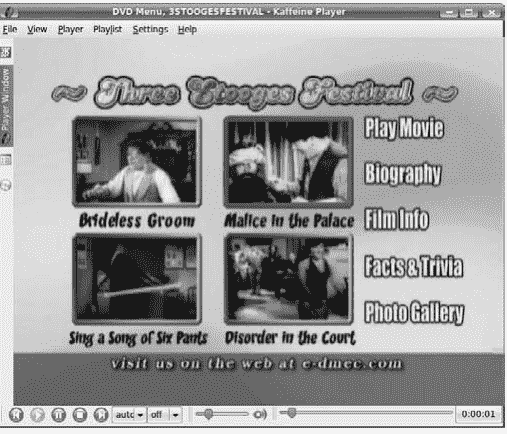 DVD Menu, 3STOOGESFESTIVAL - Kaffeine Player
File View Player Playlist Settings Help
Player Window
Three Stooges Festival
Play Movie
Biography
Brideless Groom Malice in the Palace
Film Info
Facts & Trivia
Photo Gallery
Sing a Song of Six Pants Disorder in the Court
visit us on the web at e-dmec.com
auto off 0:00:01